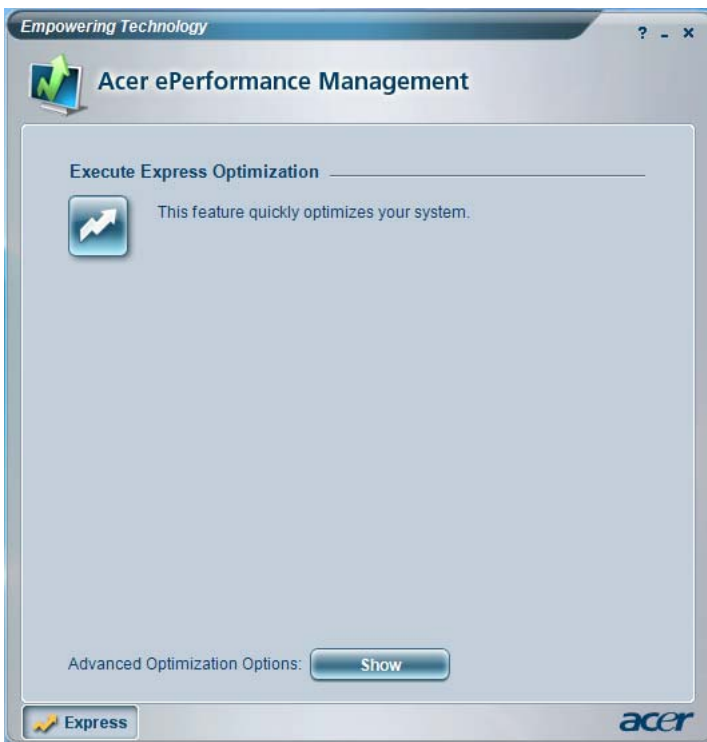 Empowering Technology
? - x
Acer ePerformance Management
Execute Express Optimization
This feature quickly optimizes your system.
Advanced Optimization Options: Show
Express
acer